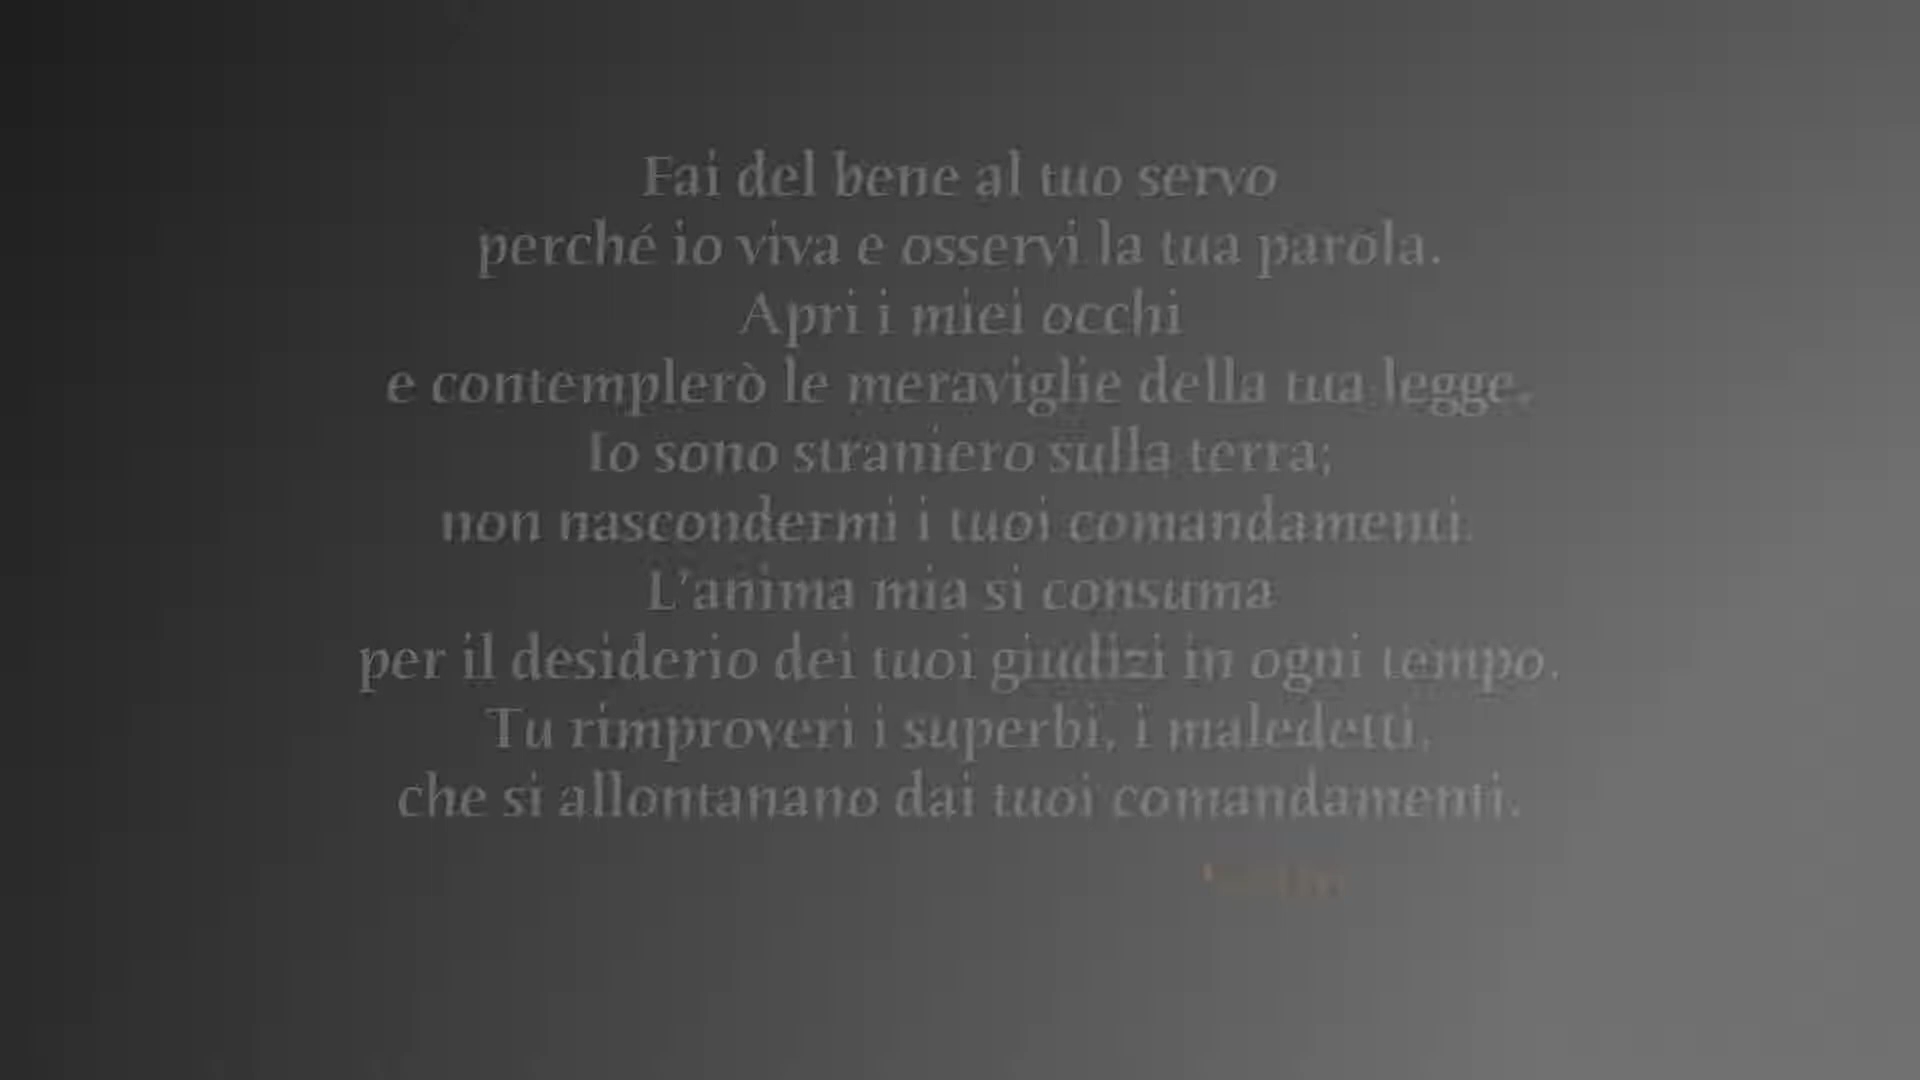 Fai del bene al tuo servo
perché io viva e osservi la tua parola.
Apri i miei occhi
e contemplerò le meraviglie della tua legge.
Io sono straniero sulla terra;
non nascondermi i tuoi comandamenti.
L'anima mia si consuma
per il desiderio dei tuoi giudizi in ogni tempo.
Tu rimproveri i superbi, i maledetti,
che si allontanano dai tuoi comandamenti.